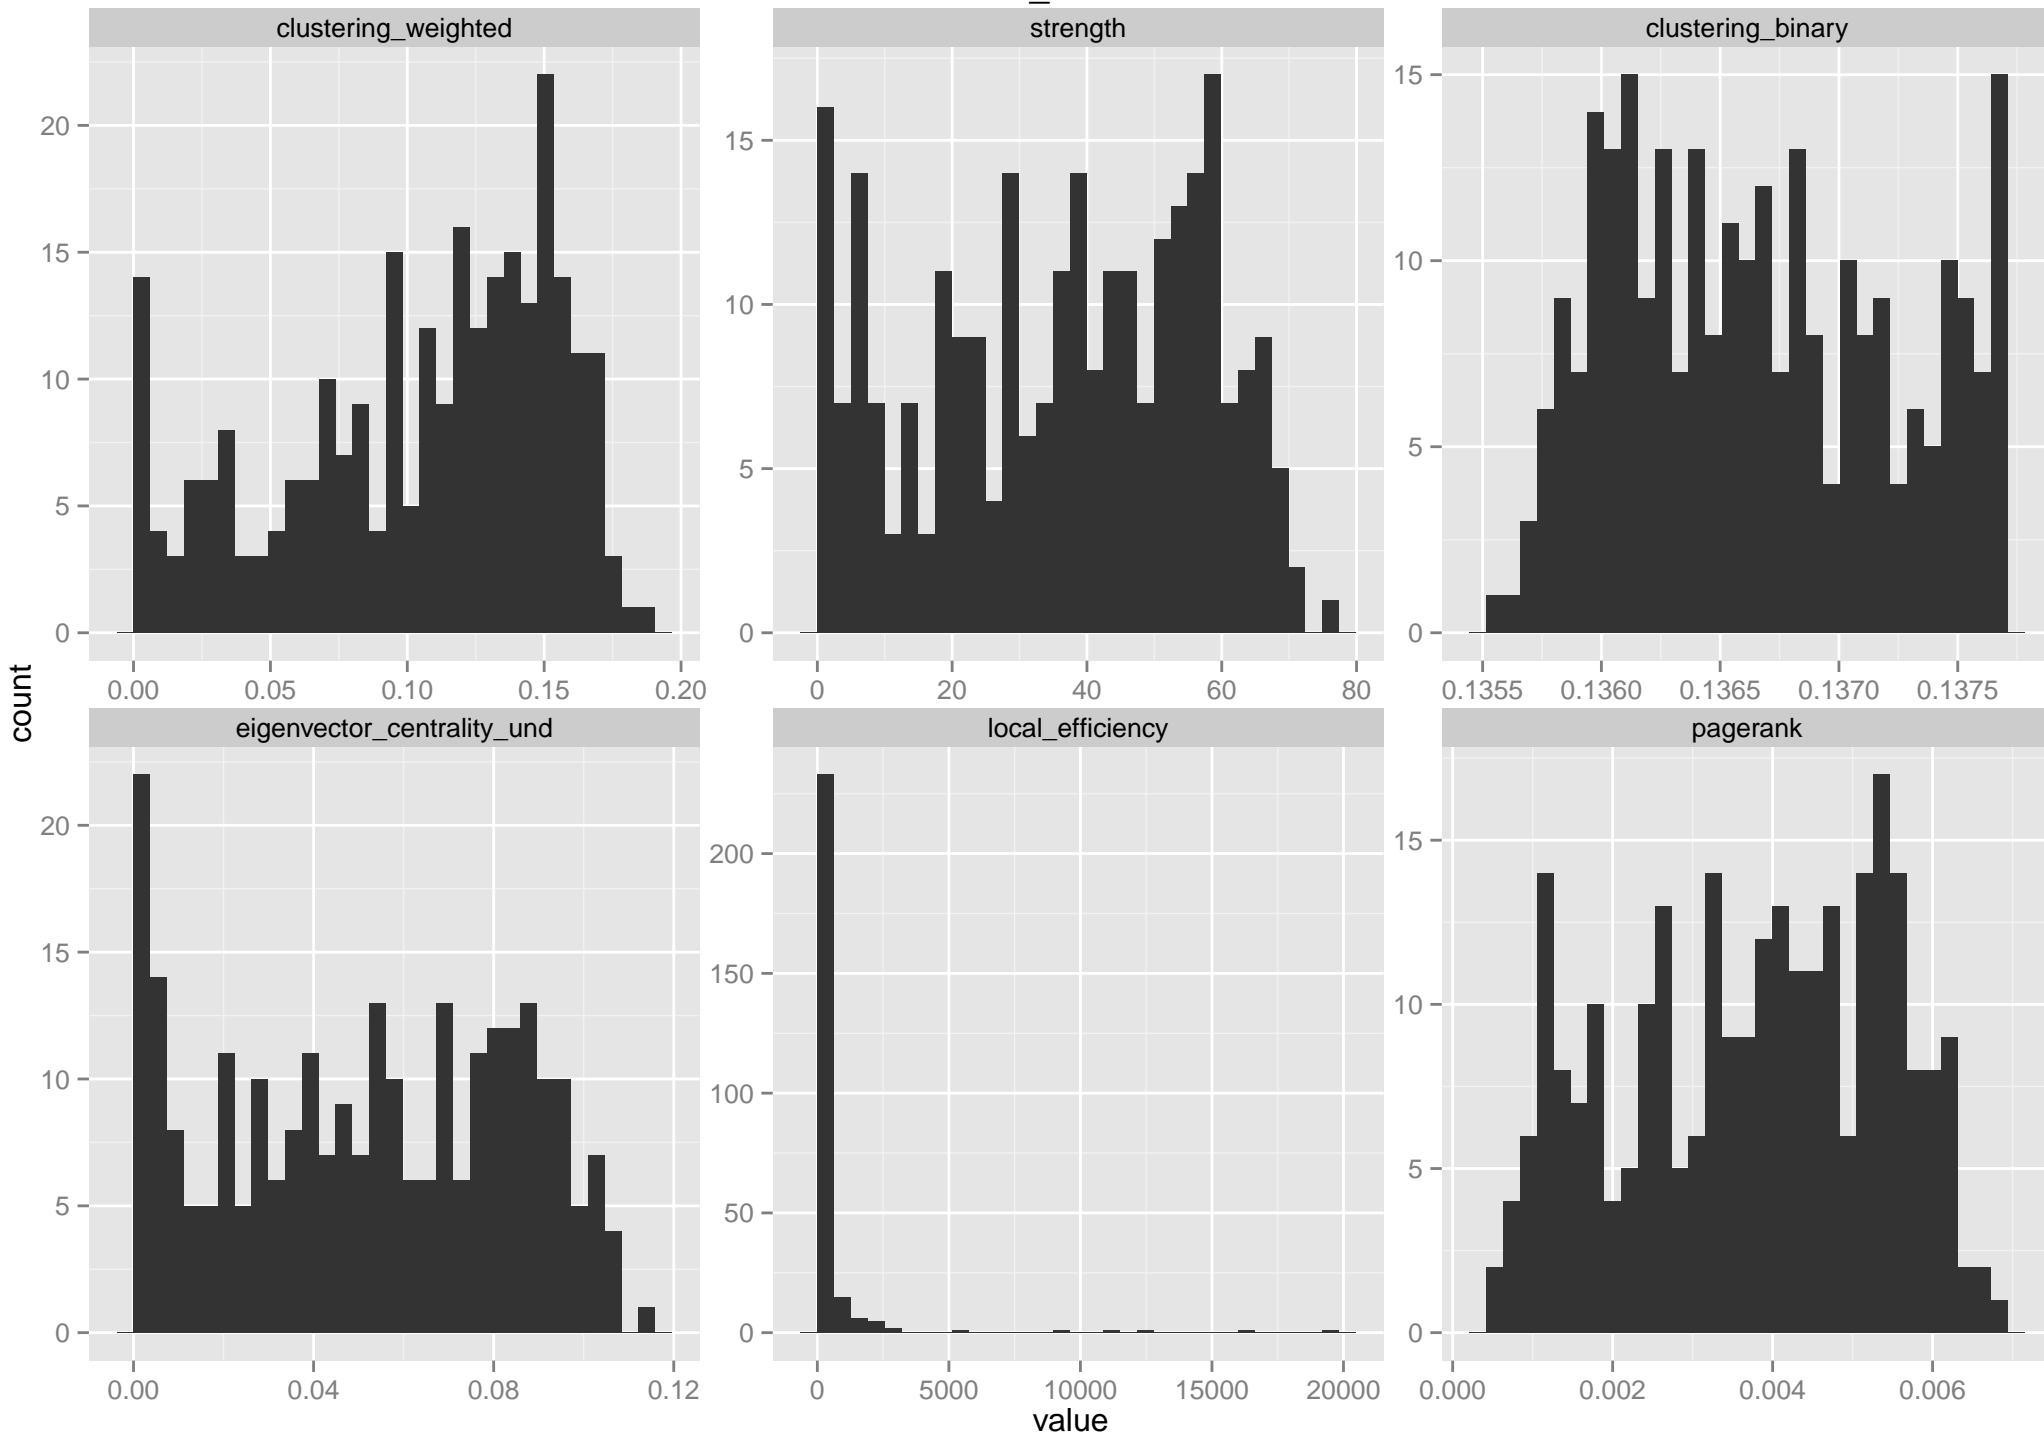 clustering_weighted
strength
clustering_binary
20
15
10
5
0
15
10
5
0
15
10
5
0
0.00 0.05 0.10 0.15 0.20
0 20 40 60 80
0.1355 0.1360 0.1365 0.1370 0.1375
count
eigenvector_centrality_und
local_efficiency
pagerank
20
15
10
5
0
200
150
100
50
0
15
10
5
0
0.00 0.04 0.08 0.12
0 5000 10000 15000 20000
0.000 0.002 0.004 0.006
value